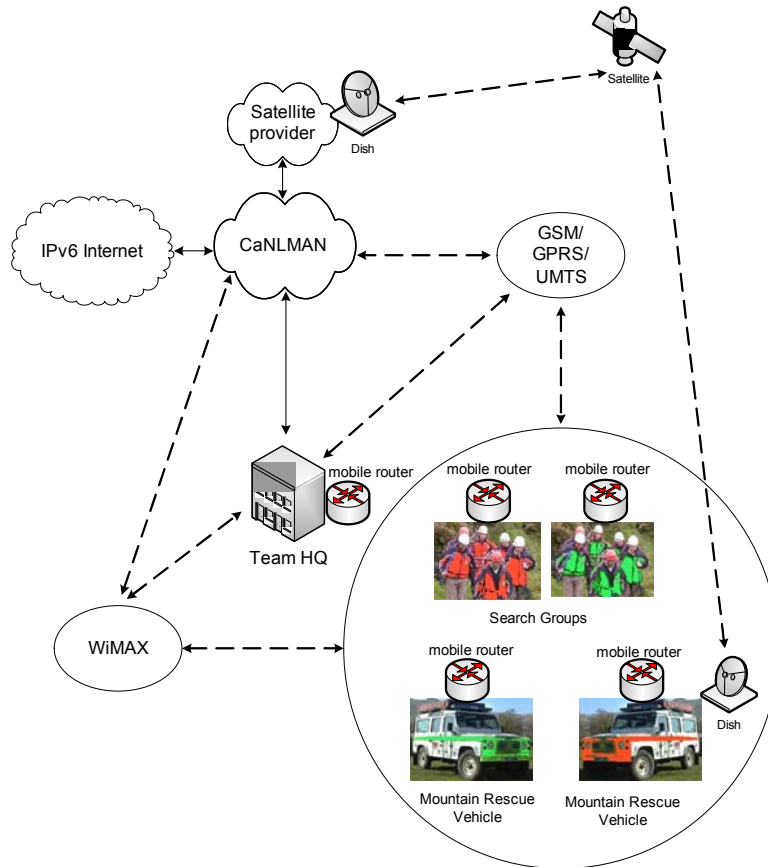 Satellite
Satellite
provider
Dish
IPv6 Internet
CaNLMAN
GSM/
GPRS/
UMTS
mobile router
Team HQ
mobile router
mobile router
Search Groups
WiMAX
mobile router
mobile router
Dish
Mountain Rescue
Vehicle
Mountain Rescue
Vehicle